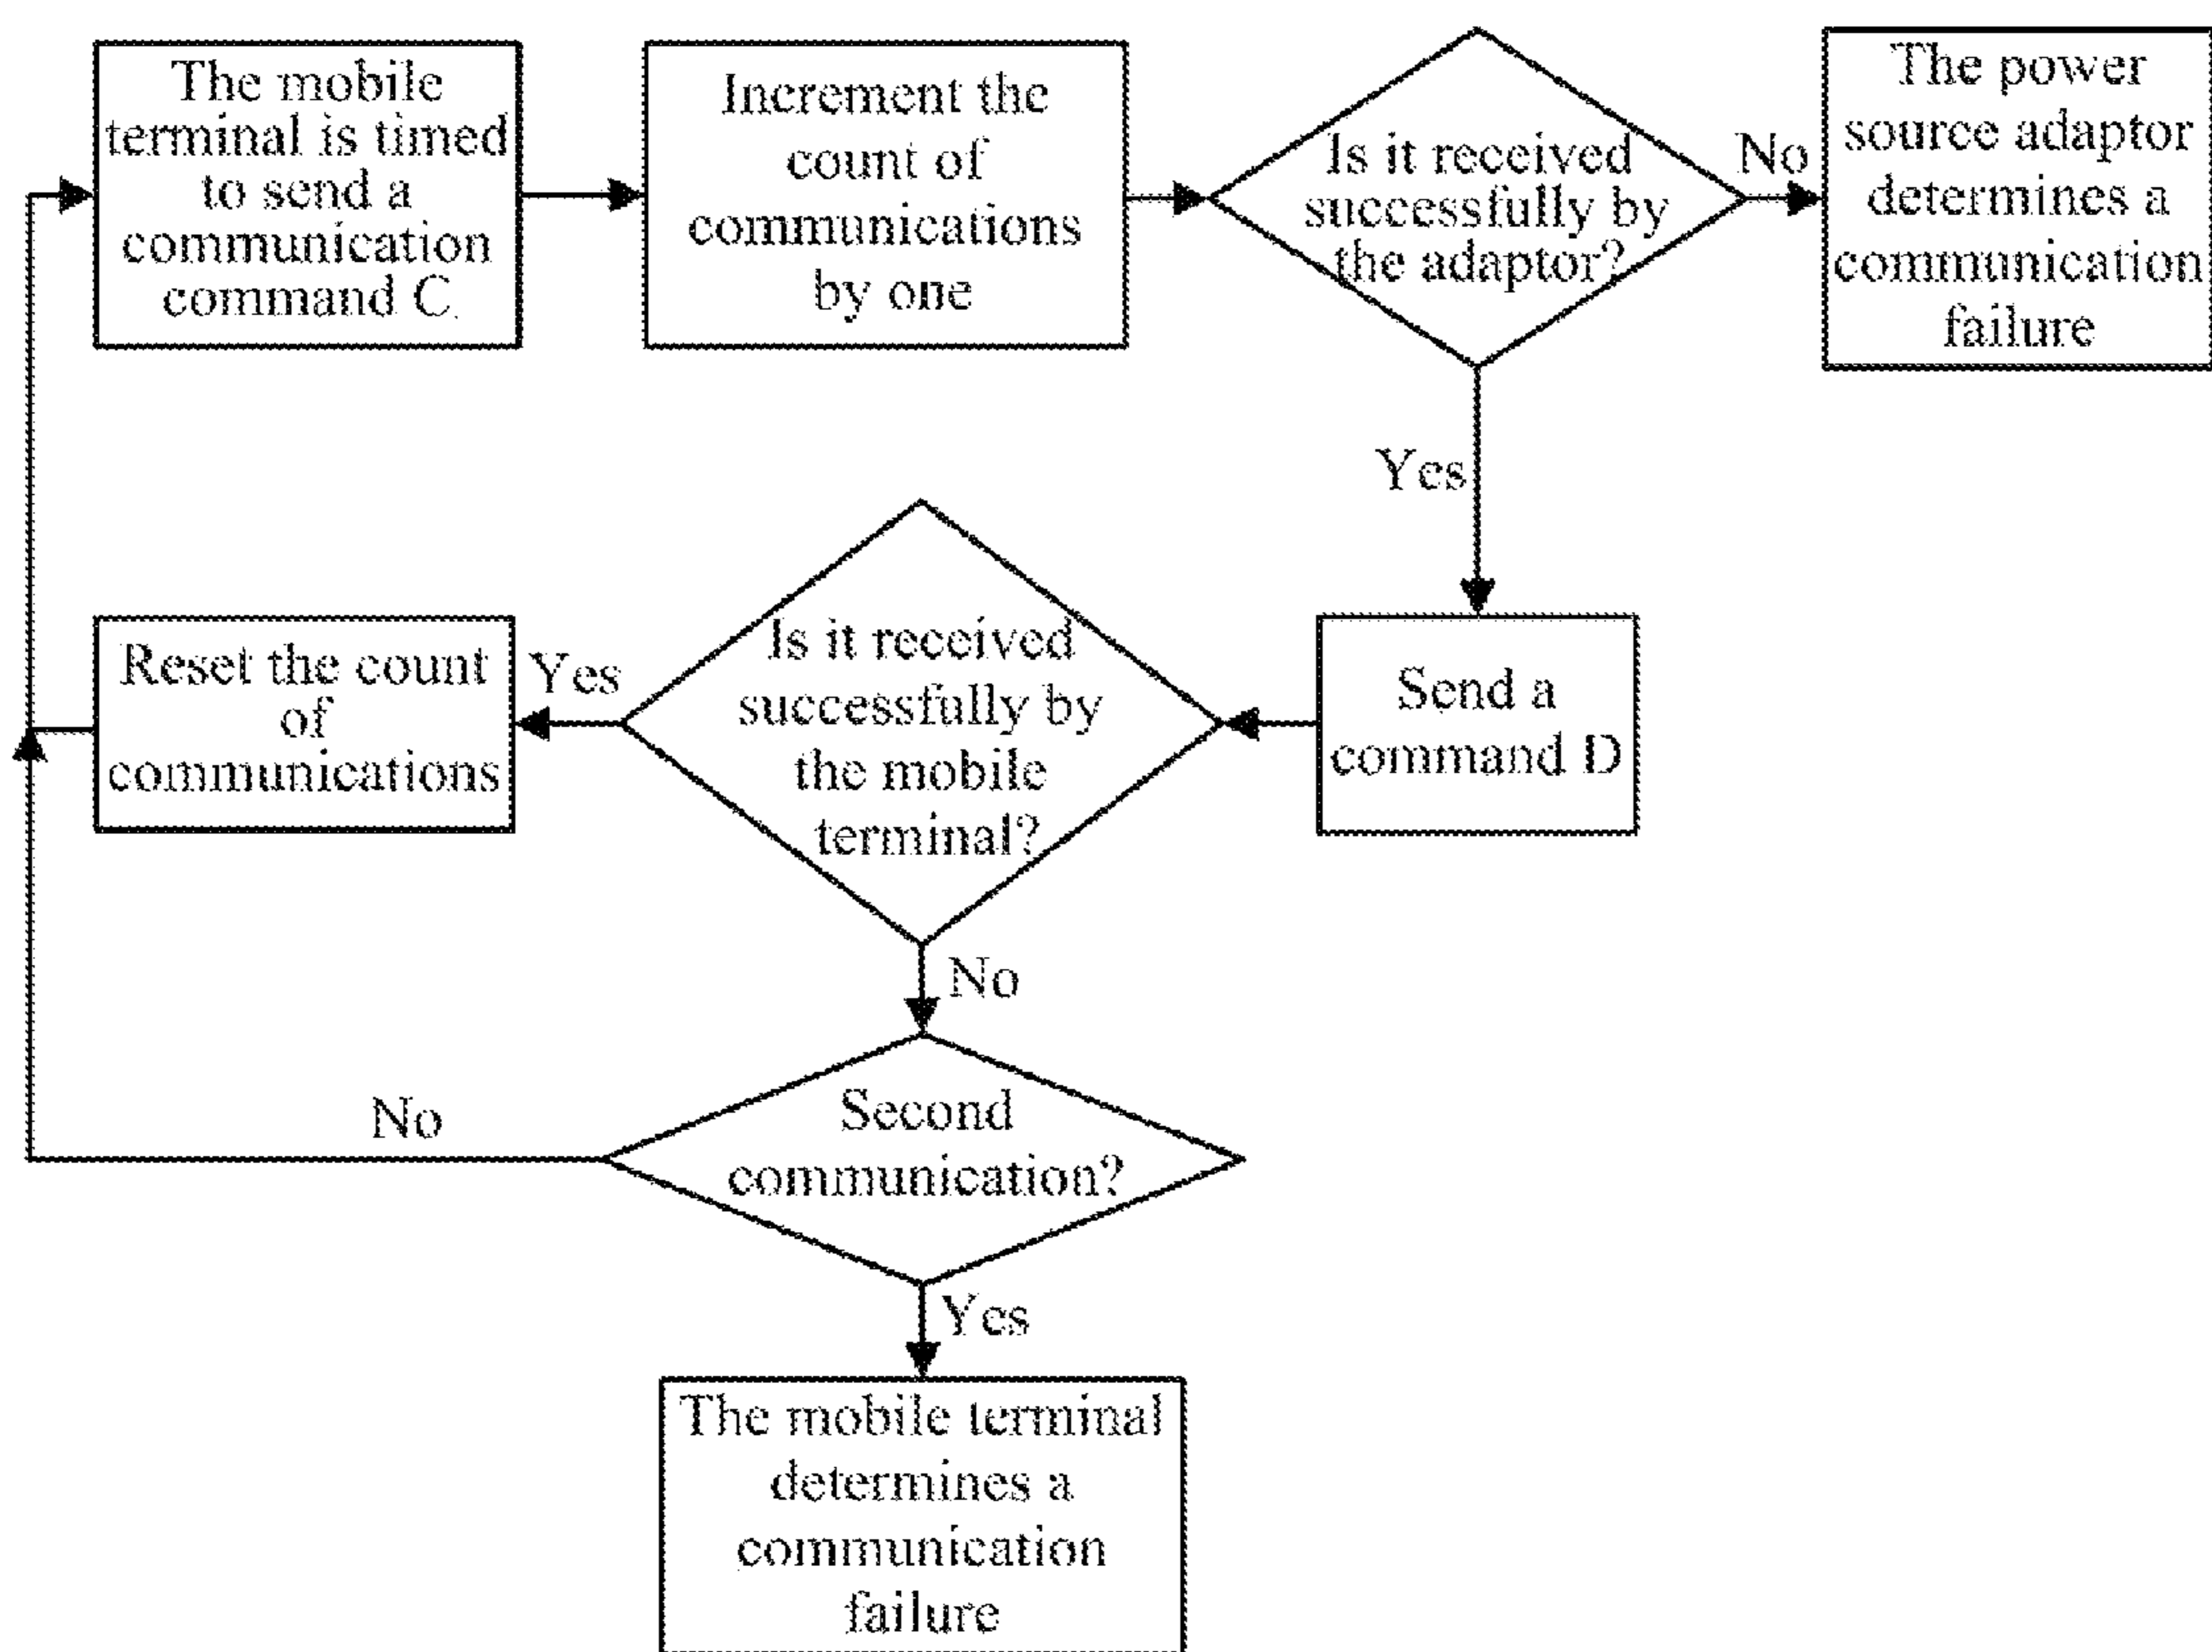 The mobile
terminal is timed
to send a
communication
command C.
Increment the
count of
communications
by one
Is it received
successfully by
the adaptor?
No
The power
source adaptor
determines a
communication
failure
Yes
Send a
command D
Is it received
successfully by
the mobile
terminal?
Yes
Reset the count
of
communications
No
Second
communication?
No
Yes
The mobile terminal
determines a
communication
failure